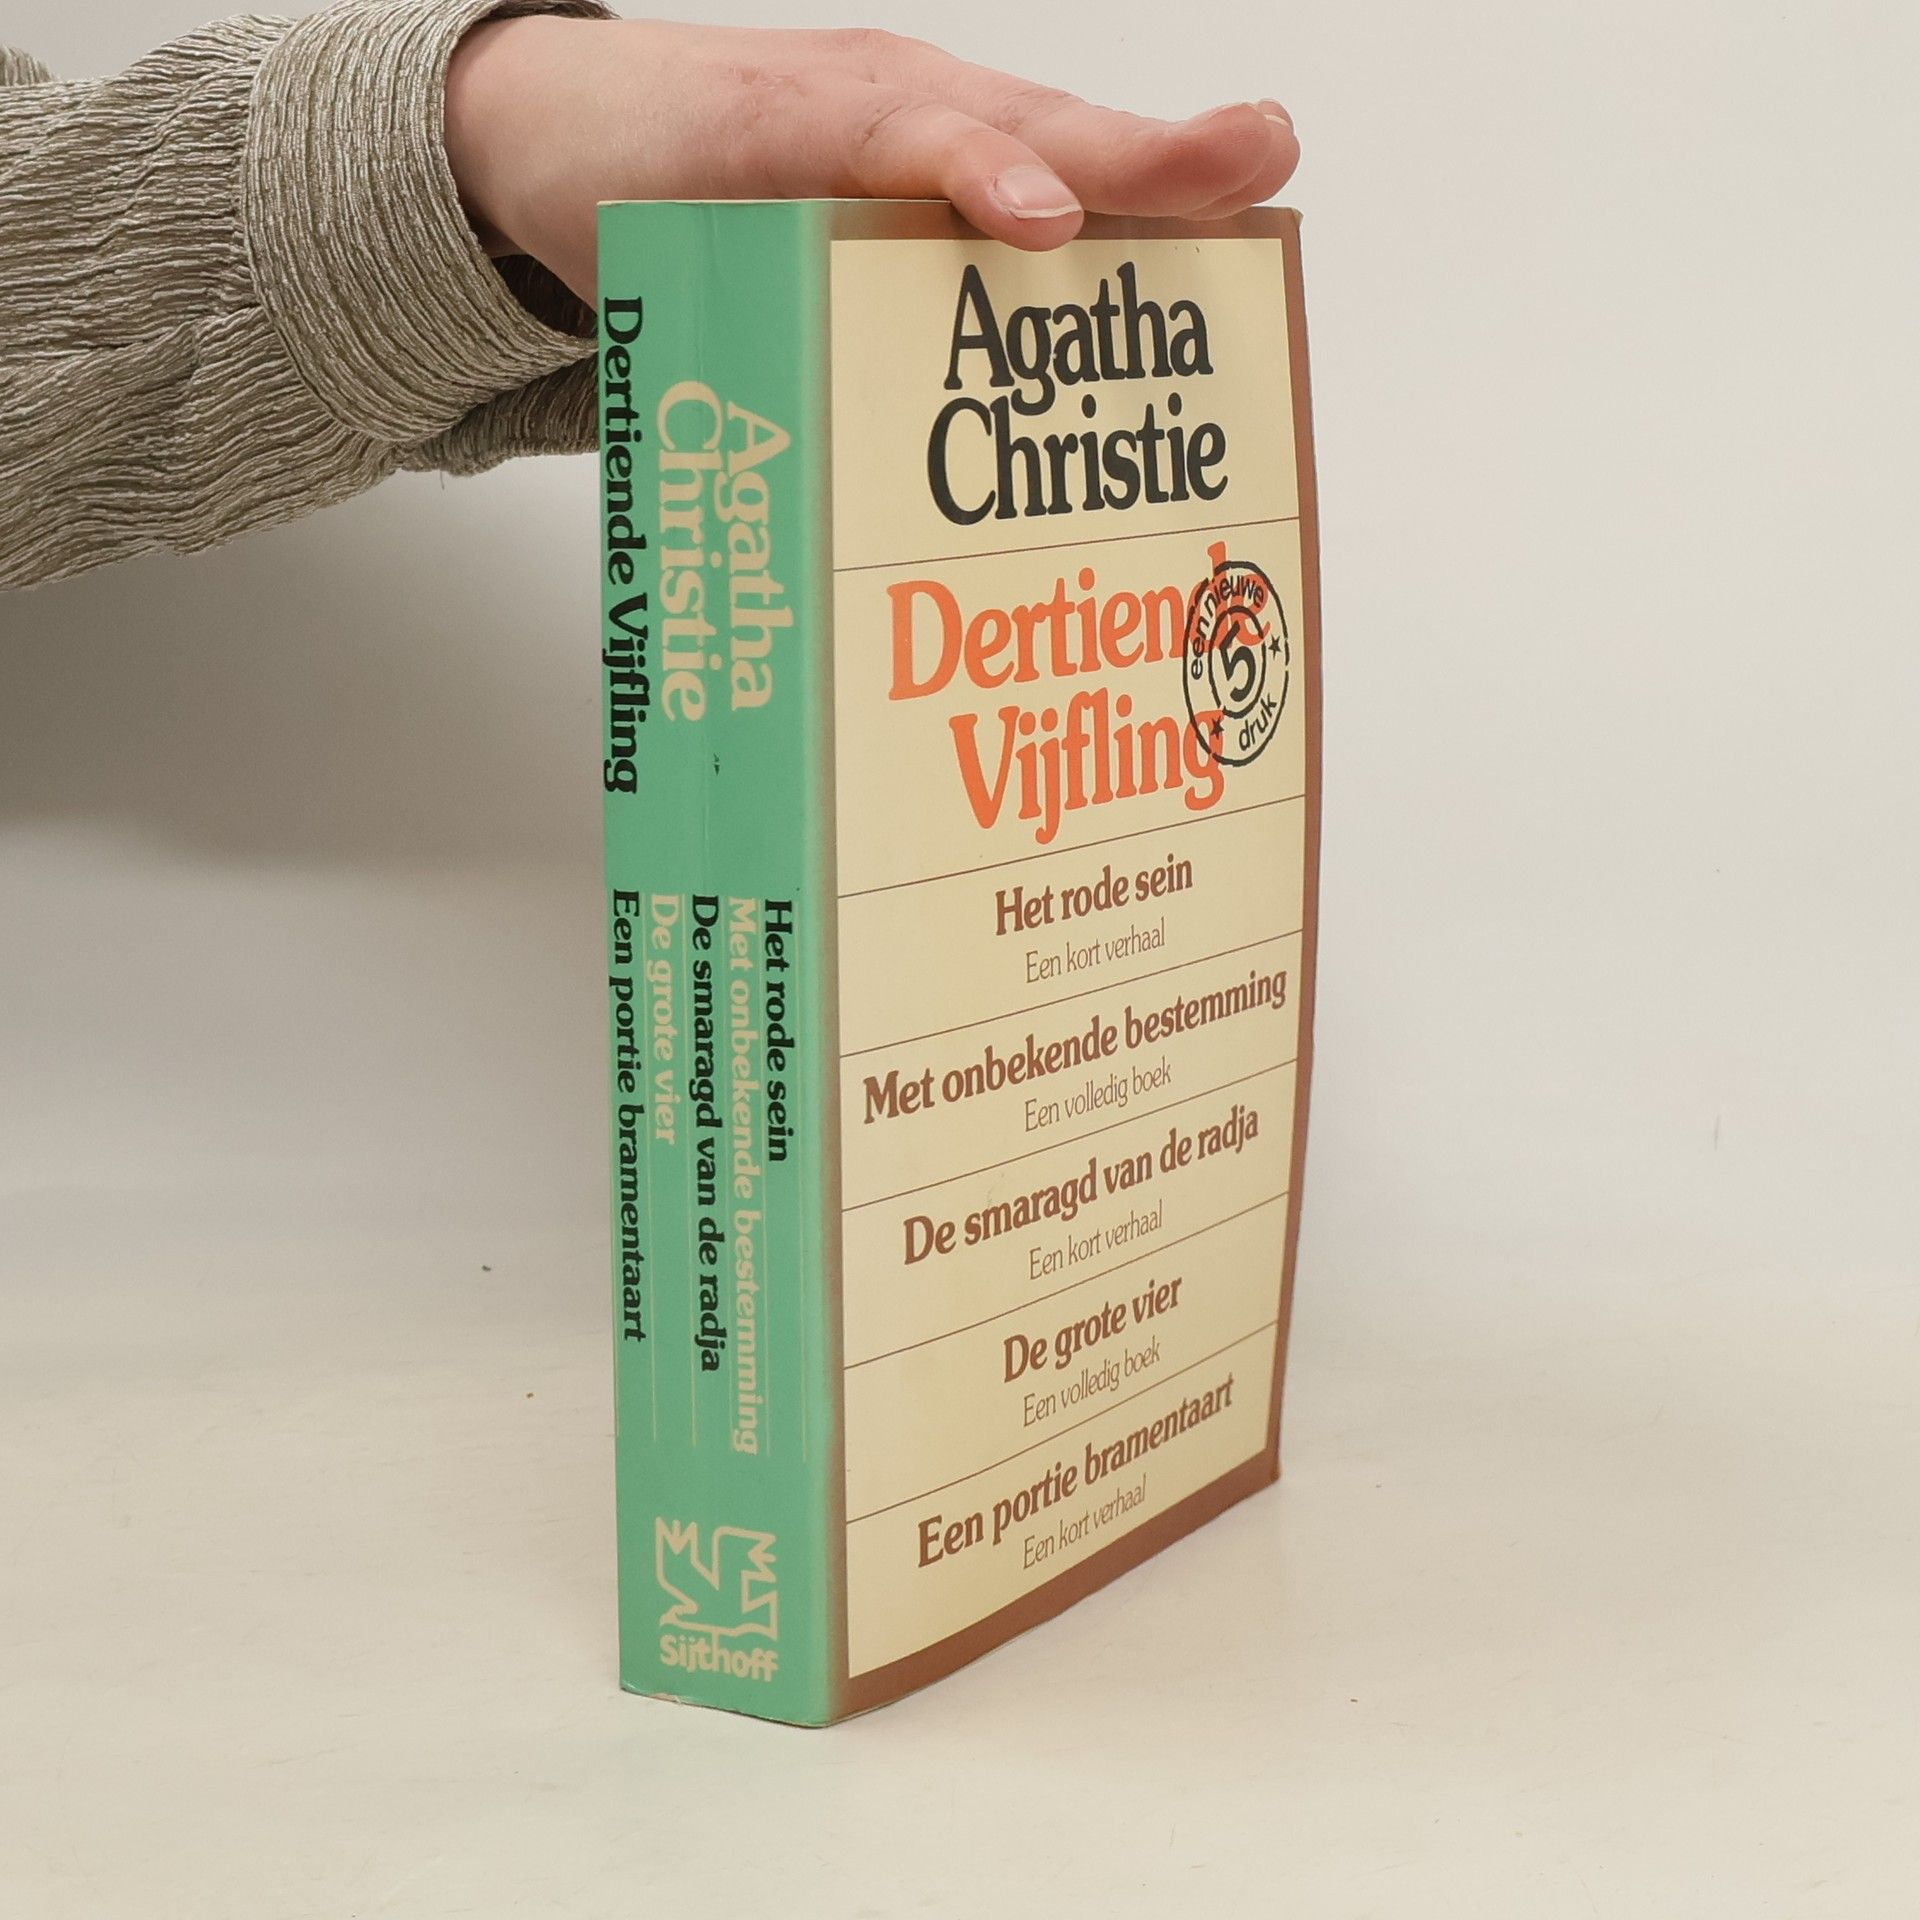 Dertiende Vijfling
Agatha
Christie
Het rode sein
Met onbekende bestemming
De smaragd van de radja
De grote vier
Een portie bramentaart
Sijthoff
Agatha
Christie
Dertiende
Vijfling
een nieuwe
5
druk
Het rode sein
Een kort verhaal
Met onbekende bestemming
Een volledig boek
De smaragd van de radja
Een kort verhaal
De grote vier
Een volledig boek
Een portie bramentaart
Een kort verhaal